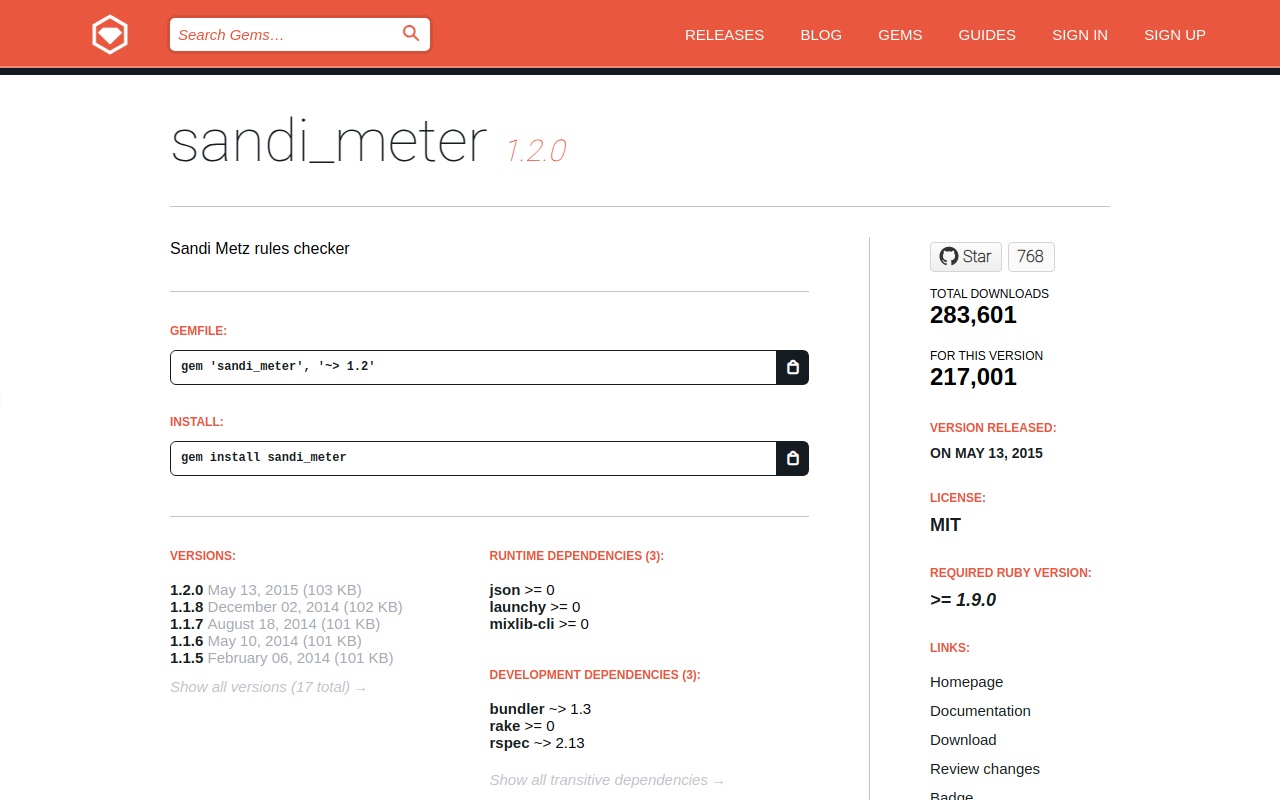 Search Gems…
RELEASES BLOG GEMS GUIDES SIGN IN SIGN UP
sandi_meter 1.2.0
Sandi Metz rules checker
GEMFILE:
gem 'sandi_meter', '~> 1.2'
INSTALL:
gem install sandi_meter
VERSIONS:
1.2.0 May 13, 2015 (103 KB)
1.1.8 December 02, 2014 (102 KB)
1.1.7 August 18, 2014 (101 KB)
1.1.6 May 10, 2014 (101 KB)
1.1.5 February 06, 2014 (101 KB)
Show all versions (17 total) →
RUNTIME DEPENDENCIES (3):
json >= 0
launchy >= 0
mixlib-cli >= 0
DEVELOPMENT DEPENDENCIES (3):
bundler ~> 1.3
rake >= 0
rspec ~> 2.13
Show all transitive dependencies →
Star 768
TOTAL DOWNLOADS
283,601
FOR THIS VERSION
217,001
VERSION RELEASED:
ON MAY 13, 2015
LICENSE:
MIT
REQUIRED RUBY VERSION:
>= 1.9.0
LINKS:
Homepage
Documentation
Download
Review changes
Badge